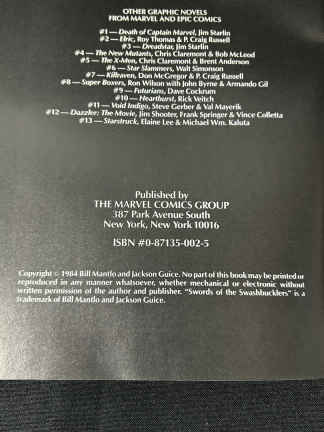 OTHER GRAPHIC NOVELS
FROM MARVEL AND EPIC COMICS
#1 — Death of Captain Marvel, Jim Starlin
#2 — Elric, Roy Thomas & P. Craig Russell
#3 — Dreadstar, Jim Starlin
#4 — The New Mutants, Chris Claremont & Bob McLeod
#5 — The X-Men, Chris Claremont & Brent Anderson
#6 — Star Slammers, Walt Simonson
#7 — Killraven, Don McGregor & P. Craig Russell
#8 — Super Boxers, Ron Wilson with John Byrne & Armando Gil
#9 — Futurians, Dave Cockrum
#10 — Heartburst, Rick Veitch
#11 — Void Indigo, Steve Gerber & Val Mayerik
#12 — Dazzler: The Movie, Jim Shooter, Frank Springer & Vince Colletta
#13 — Starstruck, Elaine Lee & Michael Wm. Kaluta
Published by
THE MARVEL COMICS GROUP
387 Park Avenue South
New York, New York 10016
ISBN #0-87135-002-5
Copyright © 1984 Bill Mantlo and Jackson Guice. No part of this book may be printed or
reproduced in any manner whatsoever, whether mechanical or electronic without
written permission of the author and publisher. "Swords of the Swashbucklers" is a
trademark of Bill Mantlo and Jackson Guice.